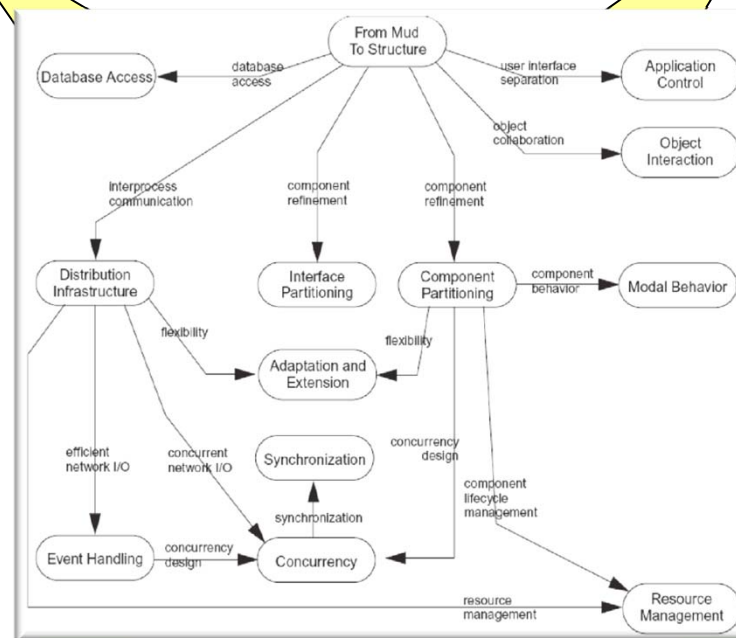 From Mud
To Structure
Database Access
database
access
user interface
separation
Application
Control
object
collaboration
Object
Interaction
interprocess
communication
component
refinement
component
refinement
Distribution
Infrastructure
Interface
Partitioning
Component
Partitioning
component
behavior
Modal Behavior
flexibility
flexibility
Adaptation and
Extension
efficient
network I/O
concurrent
network I/O
Synchronization
concurrency
design
component
lifecycle
management
synchronization
Event Handling
concurrency
design
Concurrency
resource
management
Resource
Management